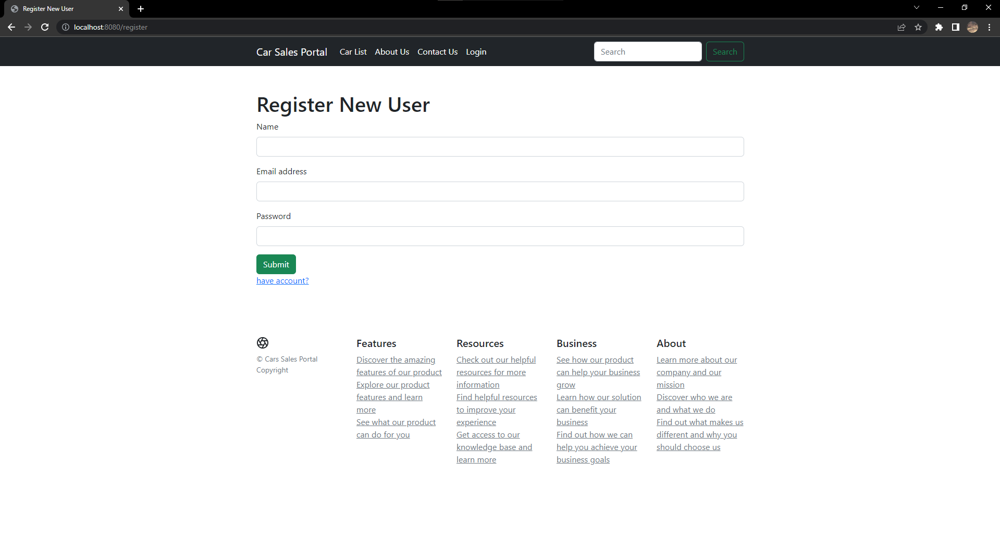 Register New User
localhost:8080/register
Car Sales Portal Car List About Us Contact Us Login Search Search
Register New User
Name
Email address
Password
Submit
have account?
© Cars Sales Portal
Copyright
Features
Discover the amazing
features of our product
Explore our product
features and learn
more
See what our product
can do for you
Resources
Check out our helpful
resources for more
information
Find helpful resources
to improve your
experience
Get access to our
knowledge base and
learn more
Business
See how our product
can help your business
grow
Learn how our solution
can benefit your
business
Find out how we can
help you achieve your
business goals
About
Learn more about our
company and our
mission
Discover who we are
and what we do
Find out what makes us
different and why you
should choose us